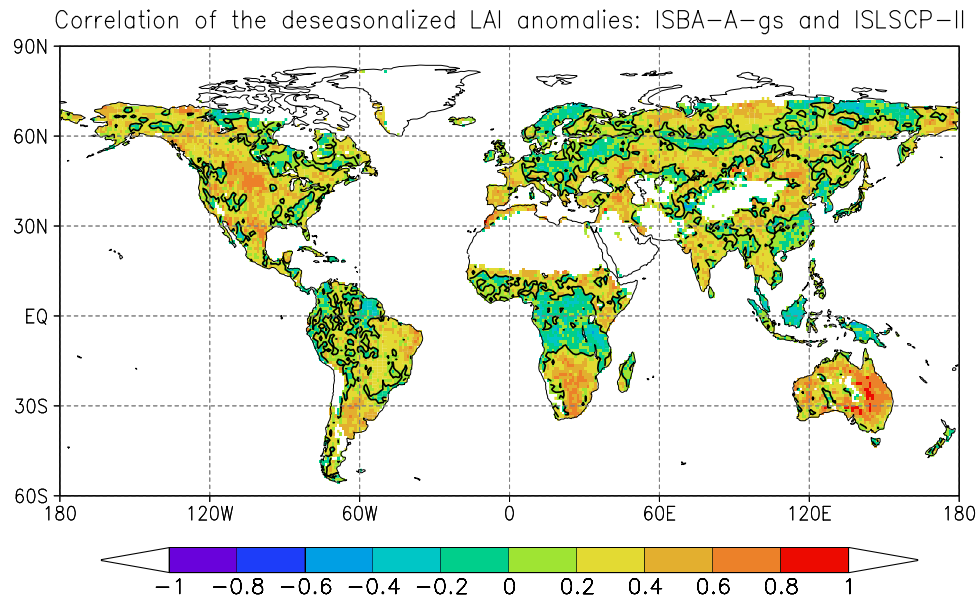 Correlation of the deseasonalized LAI anomalies: ISBA-A-gs and ISLSCP-II
90N
60N
30N
EQ
30S
60S
180 120W 60W 0 60E 120E 180
-1 -0.8 -0.6 -0.4 -0.2 0 0.2 0.4 0.6 0.8 1